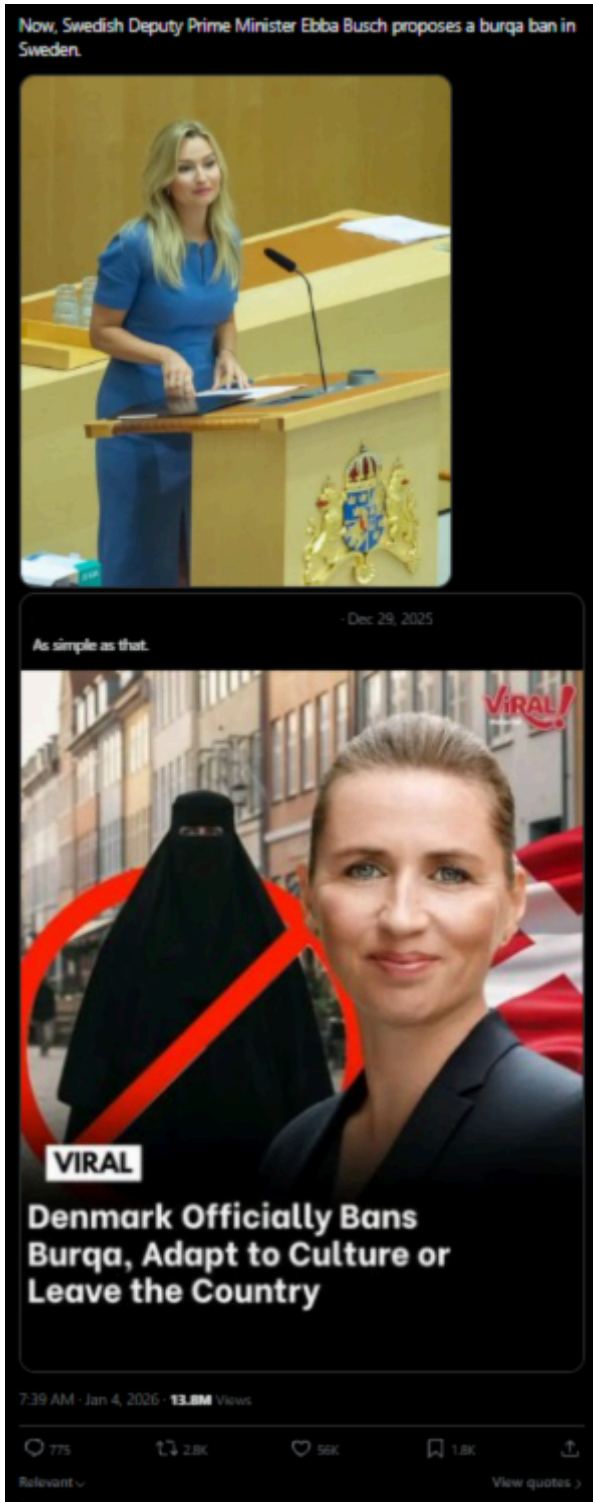 Now, Swedish Deputy Prime Minister Ebba Busch proposes a burqa ban in
Sweden.
· Dec 29, 2025
As simple as that.
ViRAL!
VIRAL
Denmark Officially Bans
Burqa, Adapt to Culture or
Leave the Country
7:39 AM · Jan 4, 2026 · 13.8M Views
775 2.8K 56K 1.8K
Relevant
View quotes